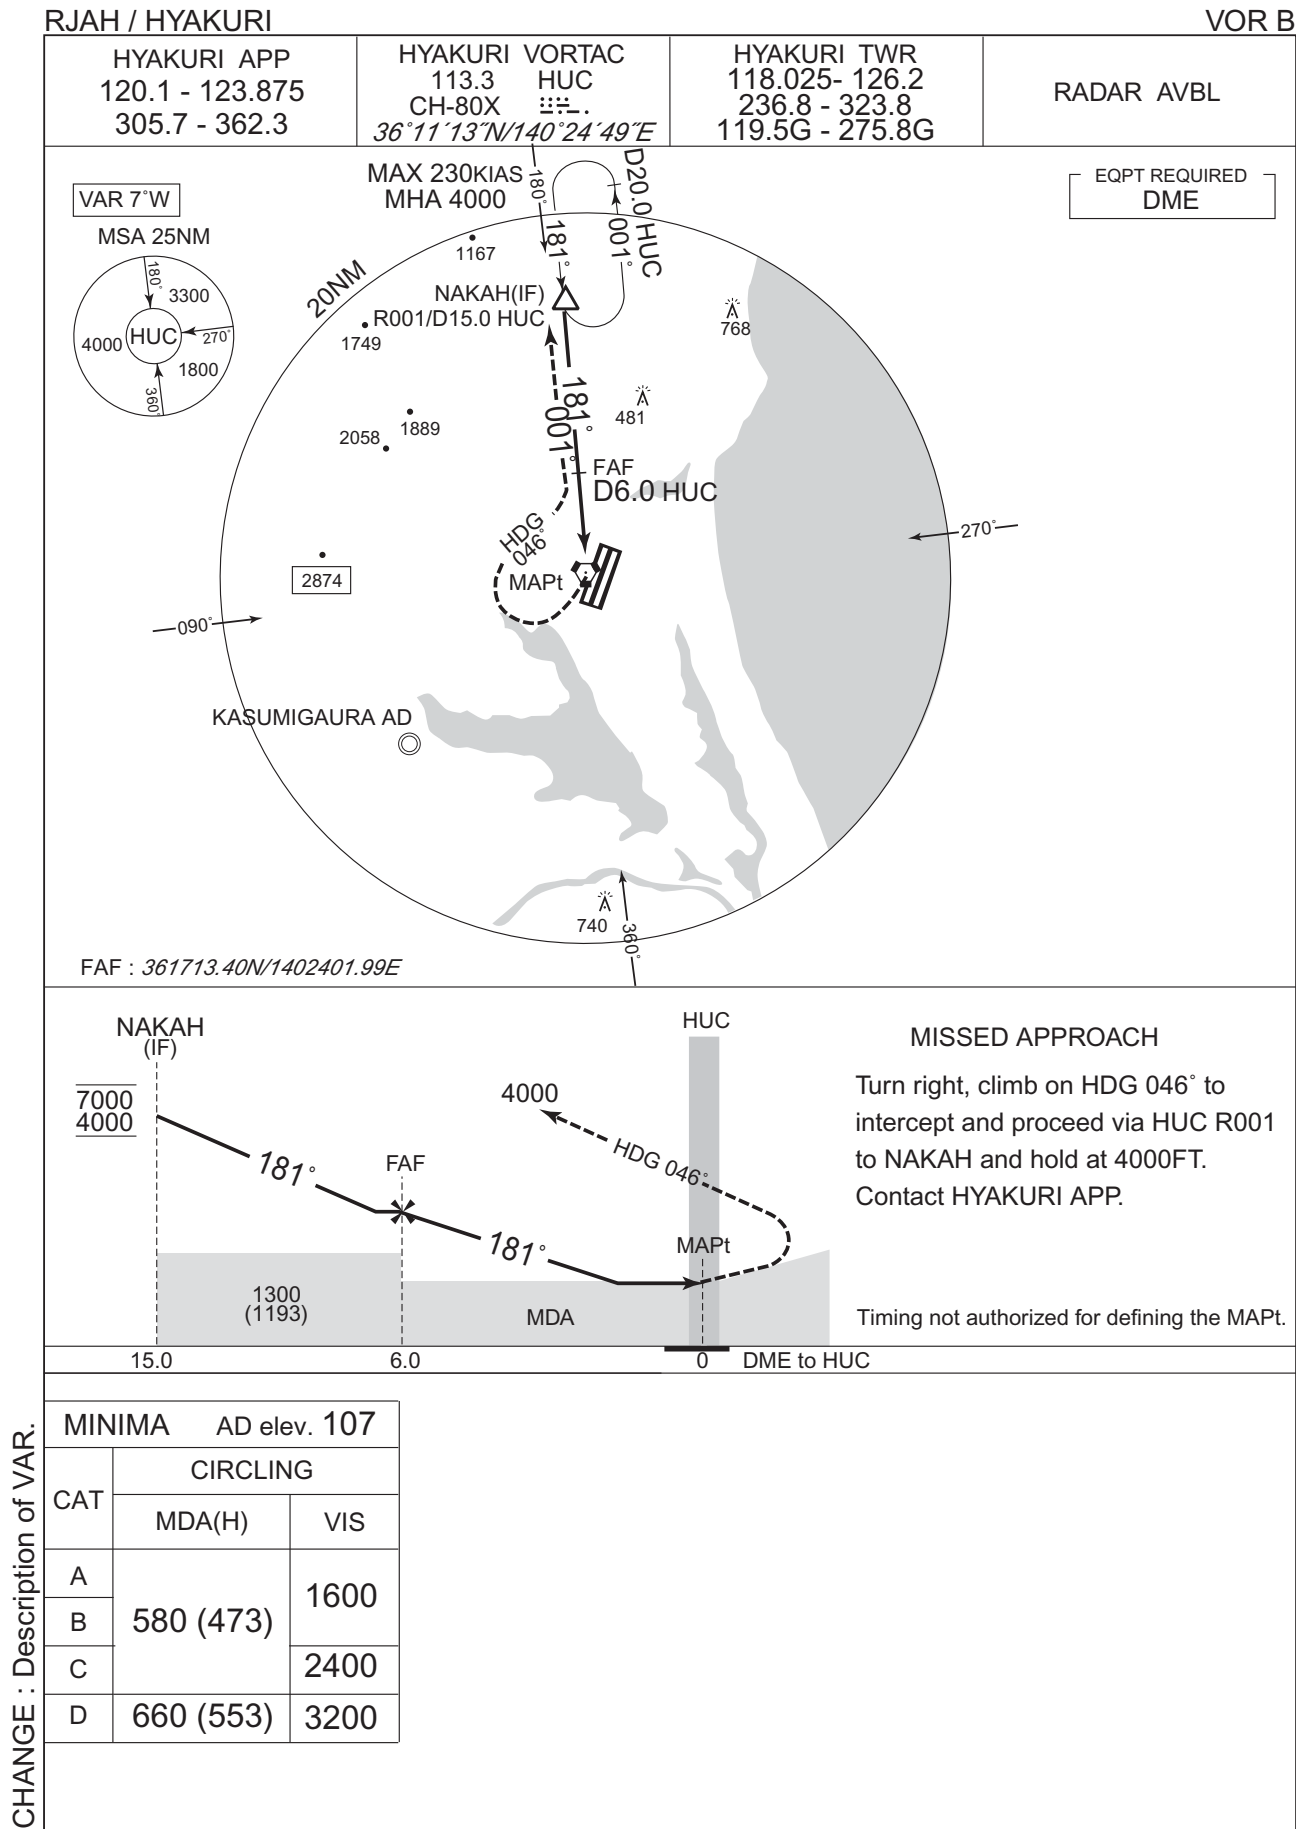 RJAH / HYAKURI
VOR B
HYAKURI APP
120.1 - 123.875
305.7 - 362.3
HYAKURI VORTAC
113.3 HUC
CH-80X
36°11´13˝N/140°24´49˝E
HYAKURI TWR
118.025- 126.2
236.8 - 323.8
119.5G - 275.8G
RADAR AVBL
EQPT REQUIRED
DME
VAR 7°W
MSA 25NM
180°
3300
4000
HUC
270°
1800
360°
MAX 230KIAS
MHA 4000
180°
181°
001°
D20.0 HUC
20NM
1167
NAKAH(IF)
R001/D15.0 HUC
1749
768
181°
001°
481
1889
2058
FAF
D6.0 HUC
HDG
046°
MAPt
270°
2874
090°
KASUMIGAURA AD
740
360°
FAF : 361713.40N/1402401.99E
NAKAH
(IF)
7000
4000
181°
FAF
181°
4000
HDG 046°
HUC
MAPt
1300
(1193)
MDA
15.0
6.0
0
DME to HUC
MISSED APPROACH
Turn right, climb on HDG 046° to
intercept and proceed via HUC R001
to NAKAH and hold at 4000FT.
Contact HYAKURI APP.
Timing not authorized for defining the MAPt.
MINIMA AD elev. 107
CAT
CIRCLING
MDA(H)
VIS
A
B
C
580 (473)
1600
2400
D
660 (553)
3200
CHANGE : Description of VAR.